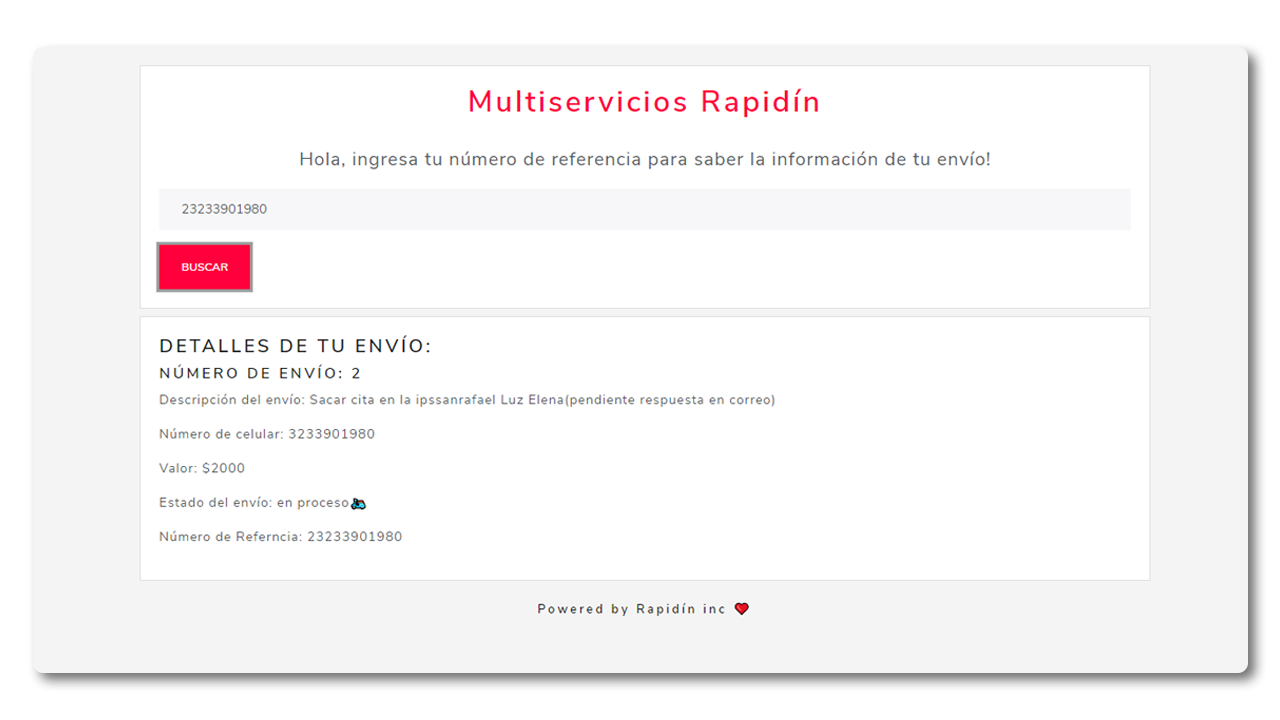 Multiservicios Rapidín
Hola, ingresa tu número de referencia para saber la información de tu envío!
23233901980
BUSCAR
DETALLES DE TU ENVÍO:
NÚMERO DE ENVÍO: 2
Descripción del envío: Sacar cita en la ipssanrafael Luz Elena(pendiente respuesta en correo)
Número de celular: 3233901980
Valor: $2000
Estado del envío: en proceso
Número de Referncia: 23233901980
Powered by Rapidín inc